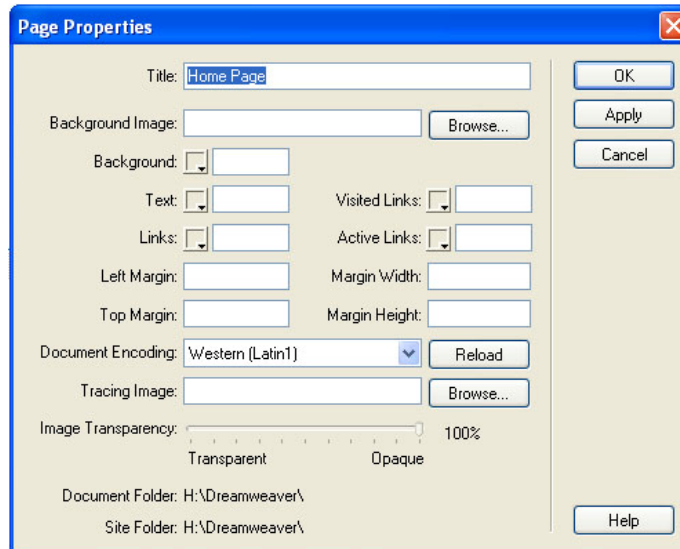 Page Properties
Title: Home Page
OK
Background Image: Browse...
Apply
Background:
Cancel
Text: Visited Links:
Links: Active Links:
Left Margin: Margin Width:
Top Margin: Margin Height:
Document Encoding: Western (Latin1) Reload
Tracing Image: Browse...
Image Transparency: 100%
Transparent Opaque
Document Folder: H:\Dreamweaver\
Site Folder: H:\Dreamweaver\
Help